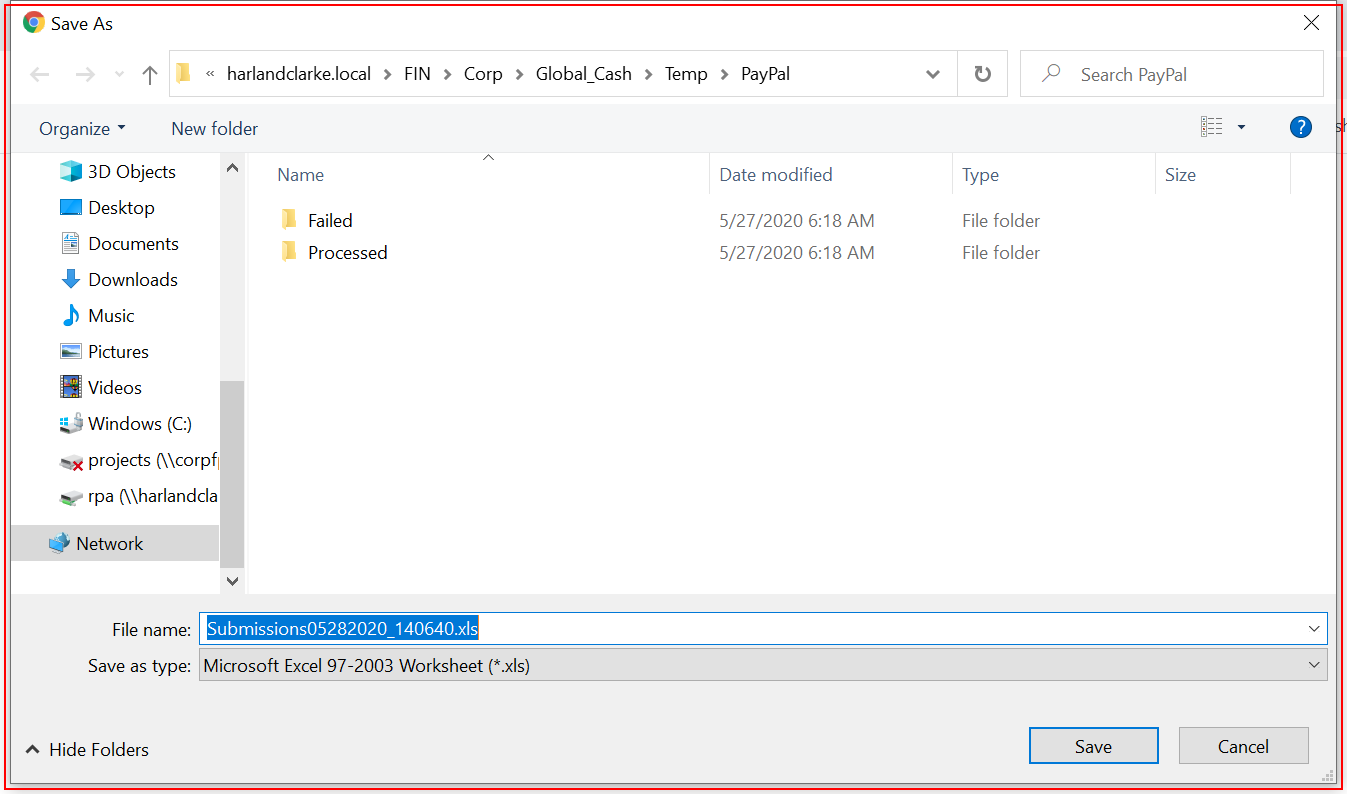 Save As
« harlandclarke.local > FIN > Corp > Global_Cash > Temp > PayPal
Search PayPal
Organize
New folder
?
Name
Date modified
Type
Size
3D Objects
Desktop
Documents
Downloads
Music
Pictures
Videos
Windows (C:)
projects (\\corpf
rpa (\\harlandcla
Network
Failed 5/27/2020 6:18 AM File folder
Processed 5/27/2020 6:18 AM File folder
File name: Submissions05282020_140640.xls
Save as type: Microsoft Excel 97-2003 Worksheet (*.xls)
Hide Folders
Save
Cancel